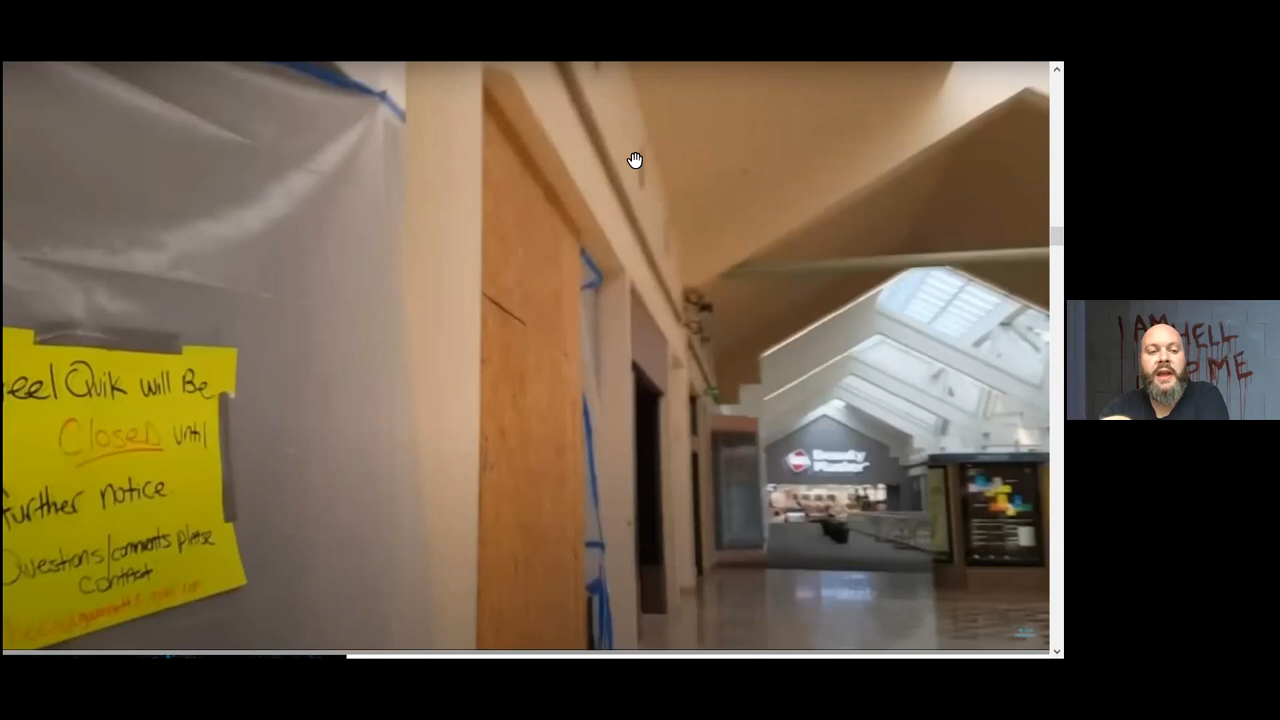 eel Quik will Be
Closed until
further notice.
Questions/comments please
contact
Beauty
Master
I AM HELL
ME